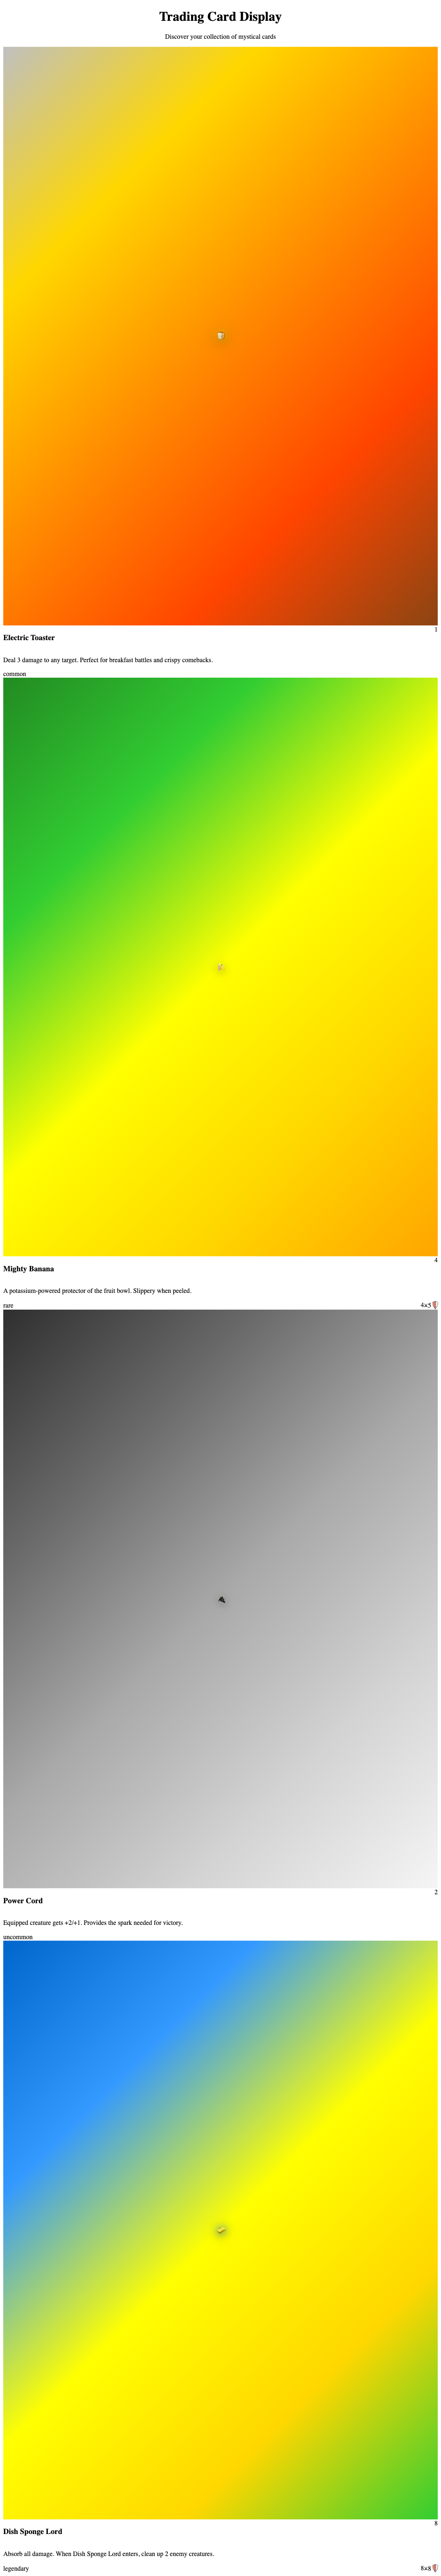 Trading Card Display
Discover your collection of mystical cards
1
Electric Toaster
Deal 3 damage to any target. Perfect for breakfast battles and crispy comebacks.
common
4
Mighty Banana
A potassium-powered protector of the fruit bowl. Slippery when peeled.
rare 4×5
2
Power Cord
Equipped creature gets +2/+1. Provides the spark needed for victory.
uncommon
8
Dish Sponge Lord
Absorb all damage. When Dish Sponge Lord enters, clean up 2 enemy creatures.
legendary 8×8